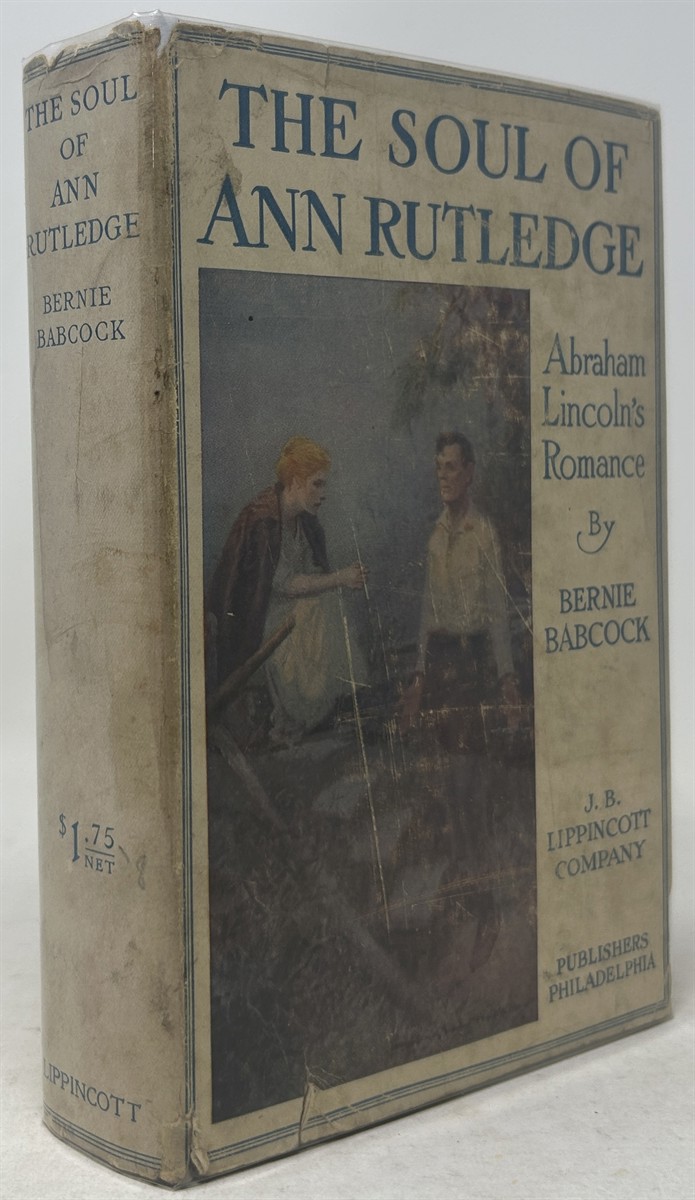 THE SOUL
OF
ANN
RUTLEDGE
BERNIE
BABCOCK
$1.75
NET
LIPPINCOTT
THE SOUL OF
ANN RUTLEDGE
Abraham
Lincoln's
Romance
By
BERNIE
BABCOCK
J. B.
LIPPINCOTT
COMPANY
PUBLISHERS
PHILADELPHIA